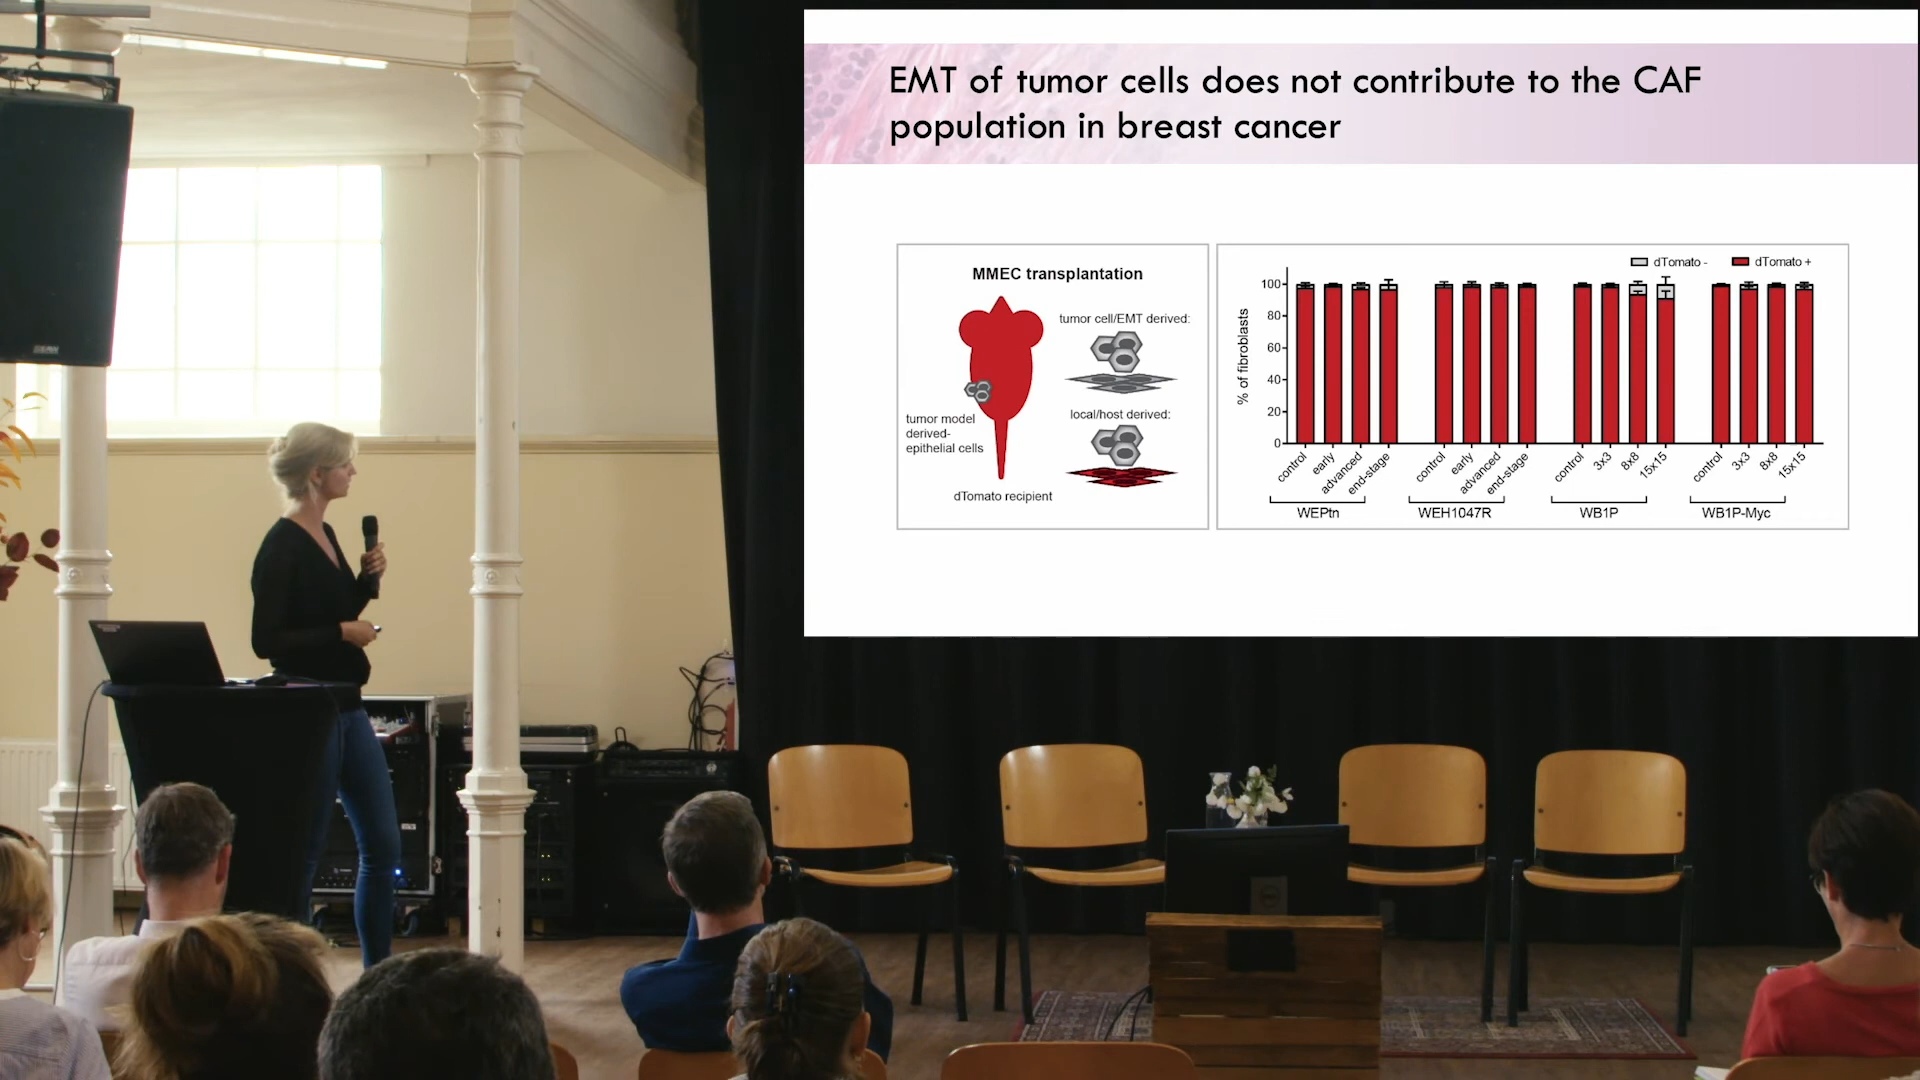 EMT of tumor cells does not contribute to the CAF
population in breast cancer
MMEC transplantation
tumor cell/EMT derived:
local/host derived:
tumor model
derived-
epithelial cells
dTomato recipient
dTomato - dTomato +
% of fibroblasts
100
80
60
40
20
0
control early advanced end-stage control early advanced end-stage control 3x3 8x8 15x15 control 3x3 8x8 15x15
WEPtn WEH1047R WB1P WB1P-Myc